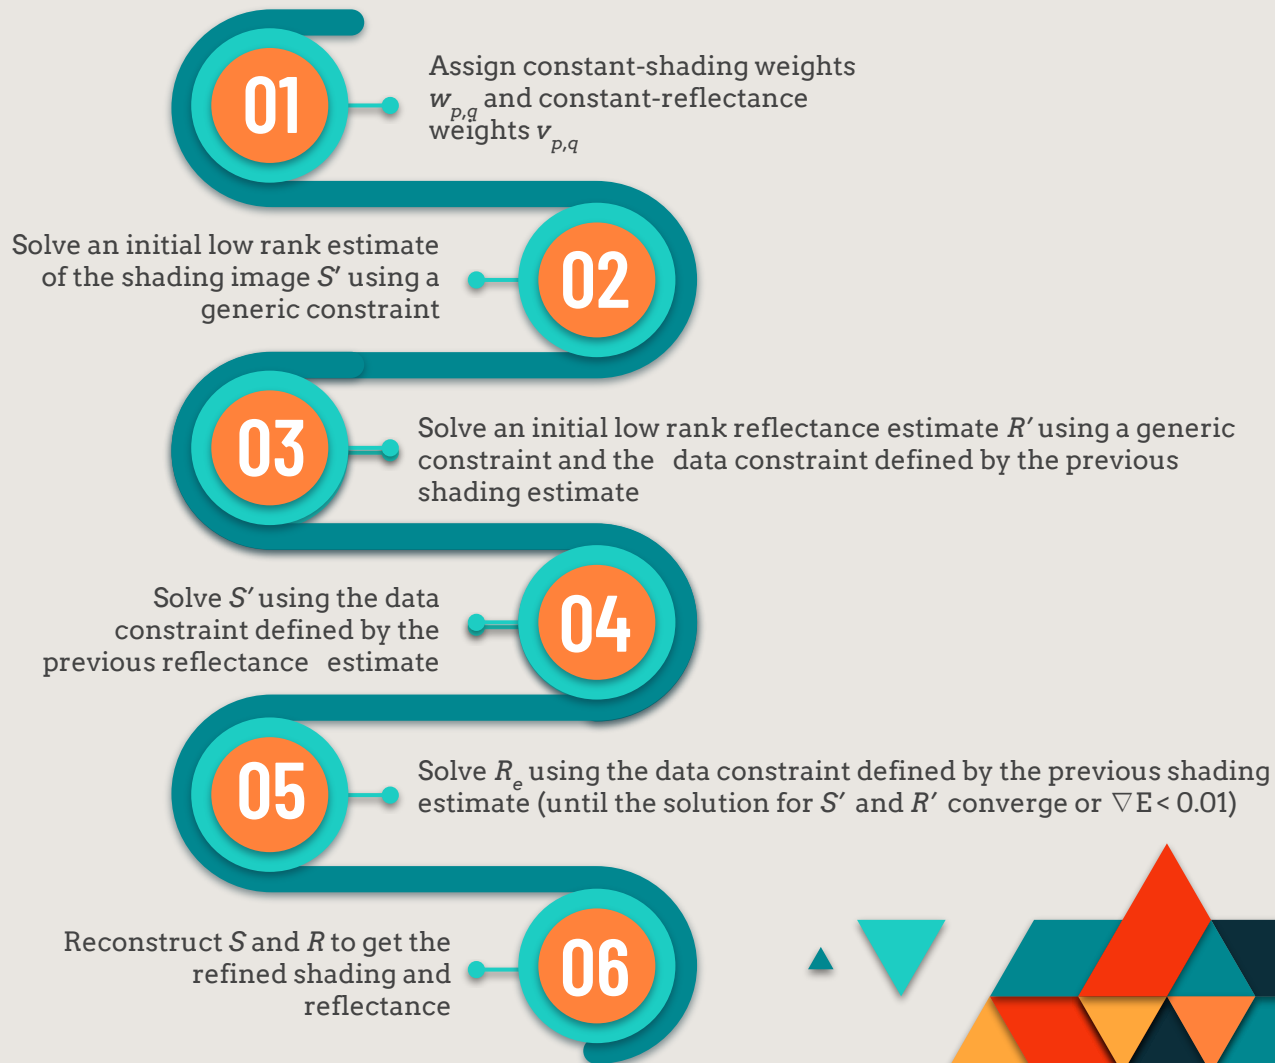 01
Assign constant-shading weights
w_p,q and constant-reflectance
weights v_p,q
Solve an initial low rank estimate
of the shading image S′ using a
generic constraint
02
03
Solve an initial low rank reflectance estimate R′ using a generic
constraint and the data constraint defined by the previous
shading estimate
Solve S′ using the data
constraint defined by the
previous reflectance estimate
04
05
Solve R_e using the data constraint defined by the previous shading
estimate (until the solution for S′ and R′ converge or ▽E < 0.01)
Reconstruct S and R to get the
refined shading and
reflectance
06